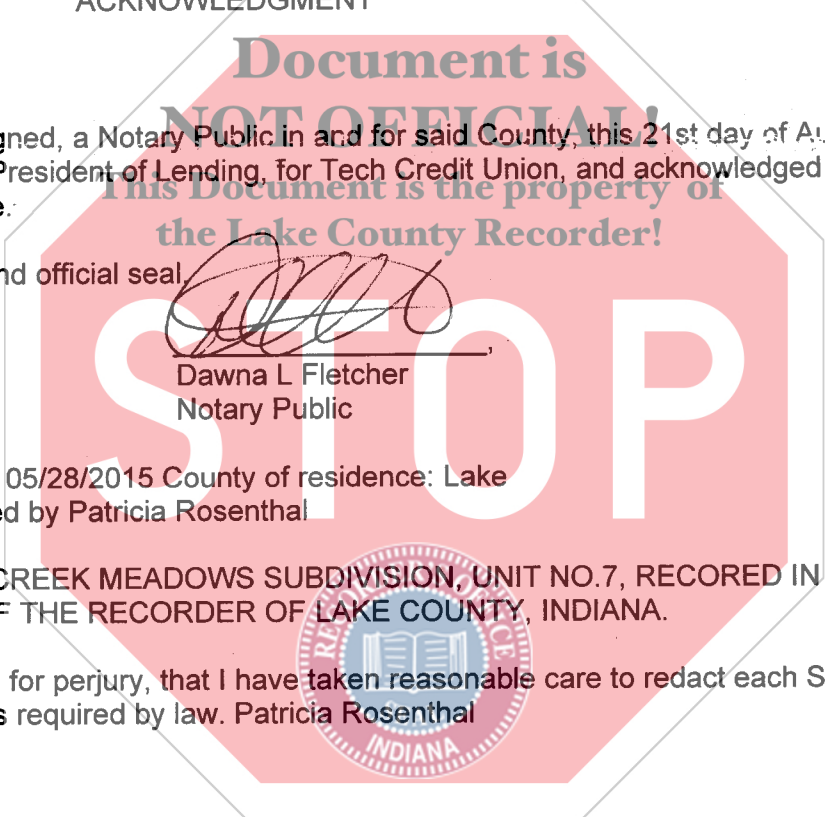 ACKNOWLEDGMENT
Document is
NOT OFFICIAL!
gned, a Notary Public in and for said County, this 21st day of Au
President of Lending, for Tech Credit Union, and acknowledged
This Document is the property of
e.
the Lake County Recorder!
nd official seal,
STOP
Dawna L Fletcher
Notary Public
05/28/2015 County of residence: Lake
ed by Patricia Rosenthal
CREEK MEADOWS SUBDIVISION, UNIT NO.7, RECORED IN
F THE RECORDER OF LAKE COUNTY, INDIANA.
for perjury, that I have taken reasonable care to redact each S
s required by law. Patricia Rosenthal
INDIANA